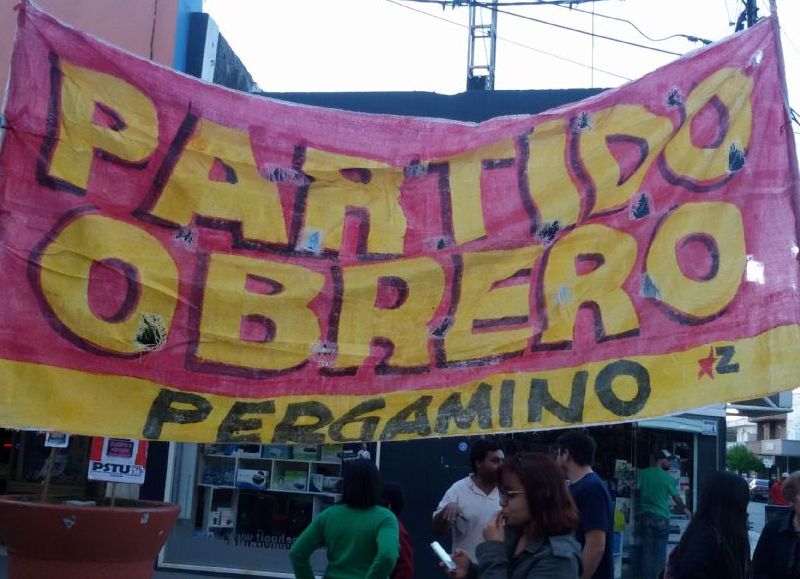 PARTIDO
OBRERO
PERGAMINO
Z
PSTU